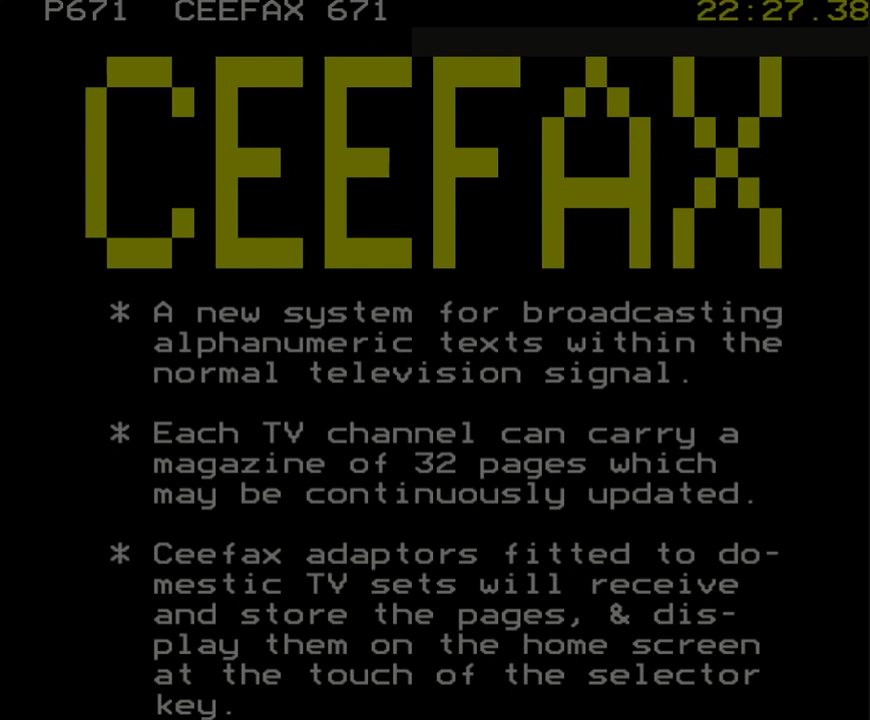 P671 CEEFAX 671 22:27.38
CEEFAX
* A new system for broadcasting
alphanumeric texts within the
normal television signal.
* Each TV channel can carry a
magazine of 32 pages which
may be continuously updated.
* Ceefax adaptors fitted to do-
mestic TV sets will receive
and store the pages, & dis-
play them on the home screen
at the touch of the selector
key.